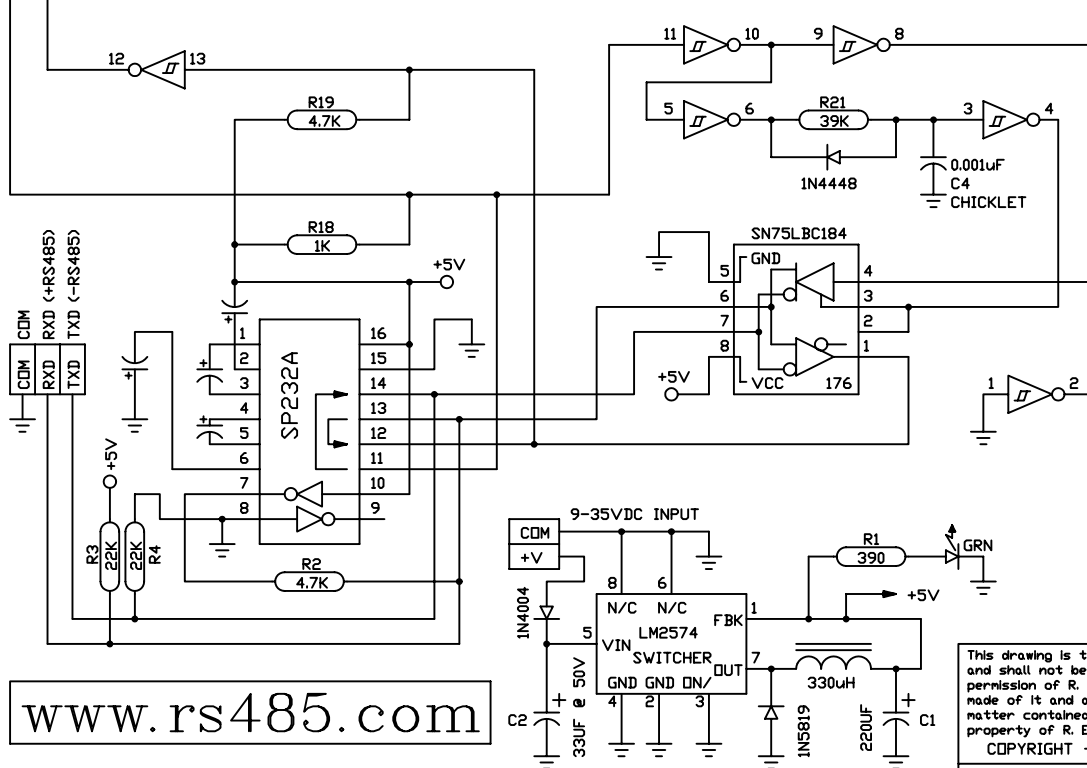 11
10
9
8
12
13
R19
4.7K
5
6
R21
39K
3
4
1N4448
0.001uF
C4
CHICKLET
R18
1K
+5V
SN75LBC184
GND
5
6
7
8
4
3
2
1
VCC
176
+5V
1
2
COM
RXD (+RS485)
TXD (-RS485)
COM
RXD
TXD
SP232A
1
2
3
4
5
6
7
8
16
15
14
13
12
11
10
9
+5V
R3
22K
22K
R4
R2
4.7K
9-35VDC INPUT
COM
+V
1N4004
8
6
N/C
N/C
5
VIN
LM2574
SWITCHER
FBK
1
OUT
7
GND
GND
ON/
4
2
3
C2
33UF @ 50V
R1
390
GRN
+5V
330uH
1N5819
220UF
C1
www.rs485.com
This drawing is t
and shall not be
permission of R.
made of it and a
matter contained
property of R. E
COPYRIGHT -